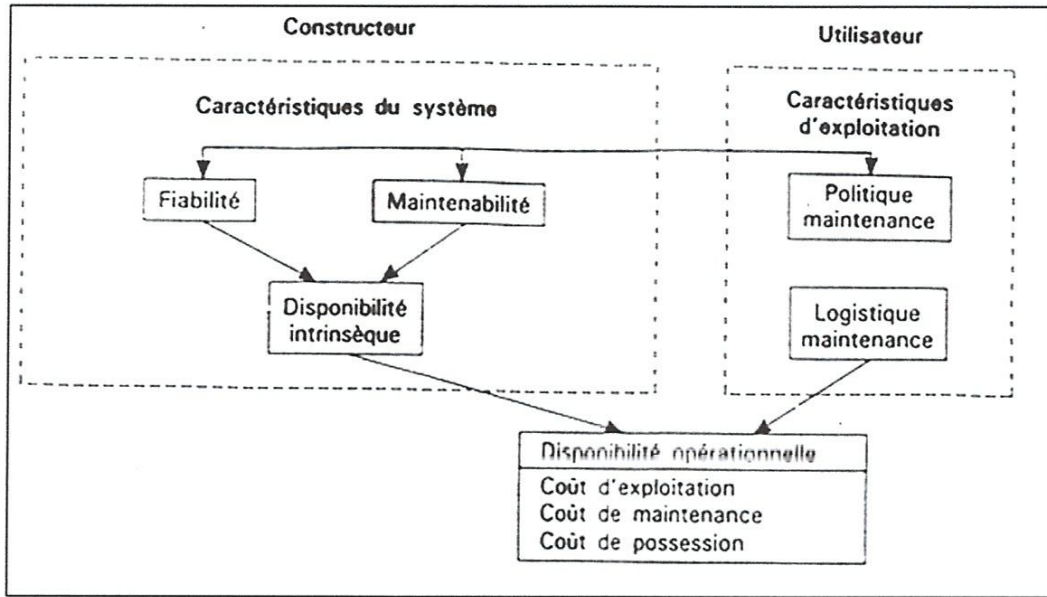 Constructeur
Utilisateur
Caractéristiques du système
Caractéristiques
d'exploitation
Fiabilité
Maintenabilité
Politique
maintenance
Disponibilité
intrinsèque
Logistique
maintenance
Disponibilité opérationnelle
Coût d'exploitation
Coût de maintenance
Coût de possession